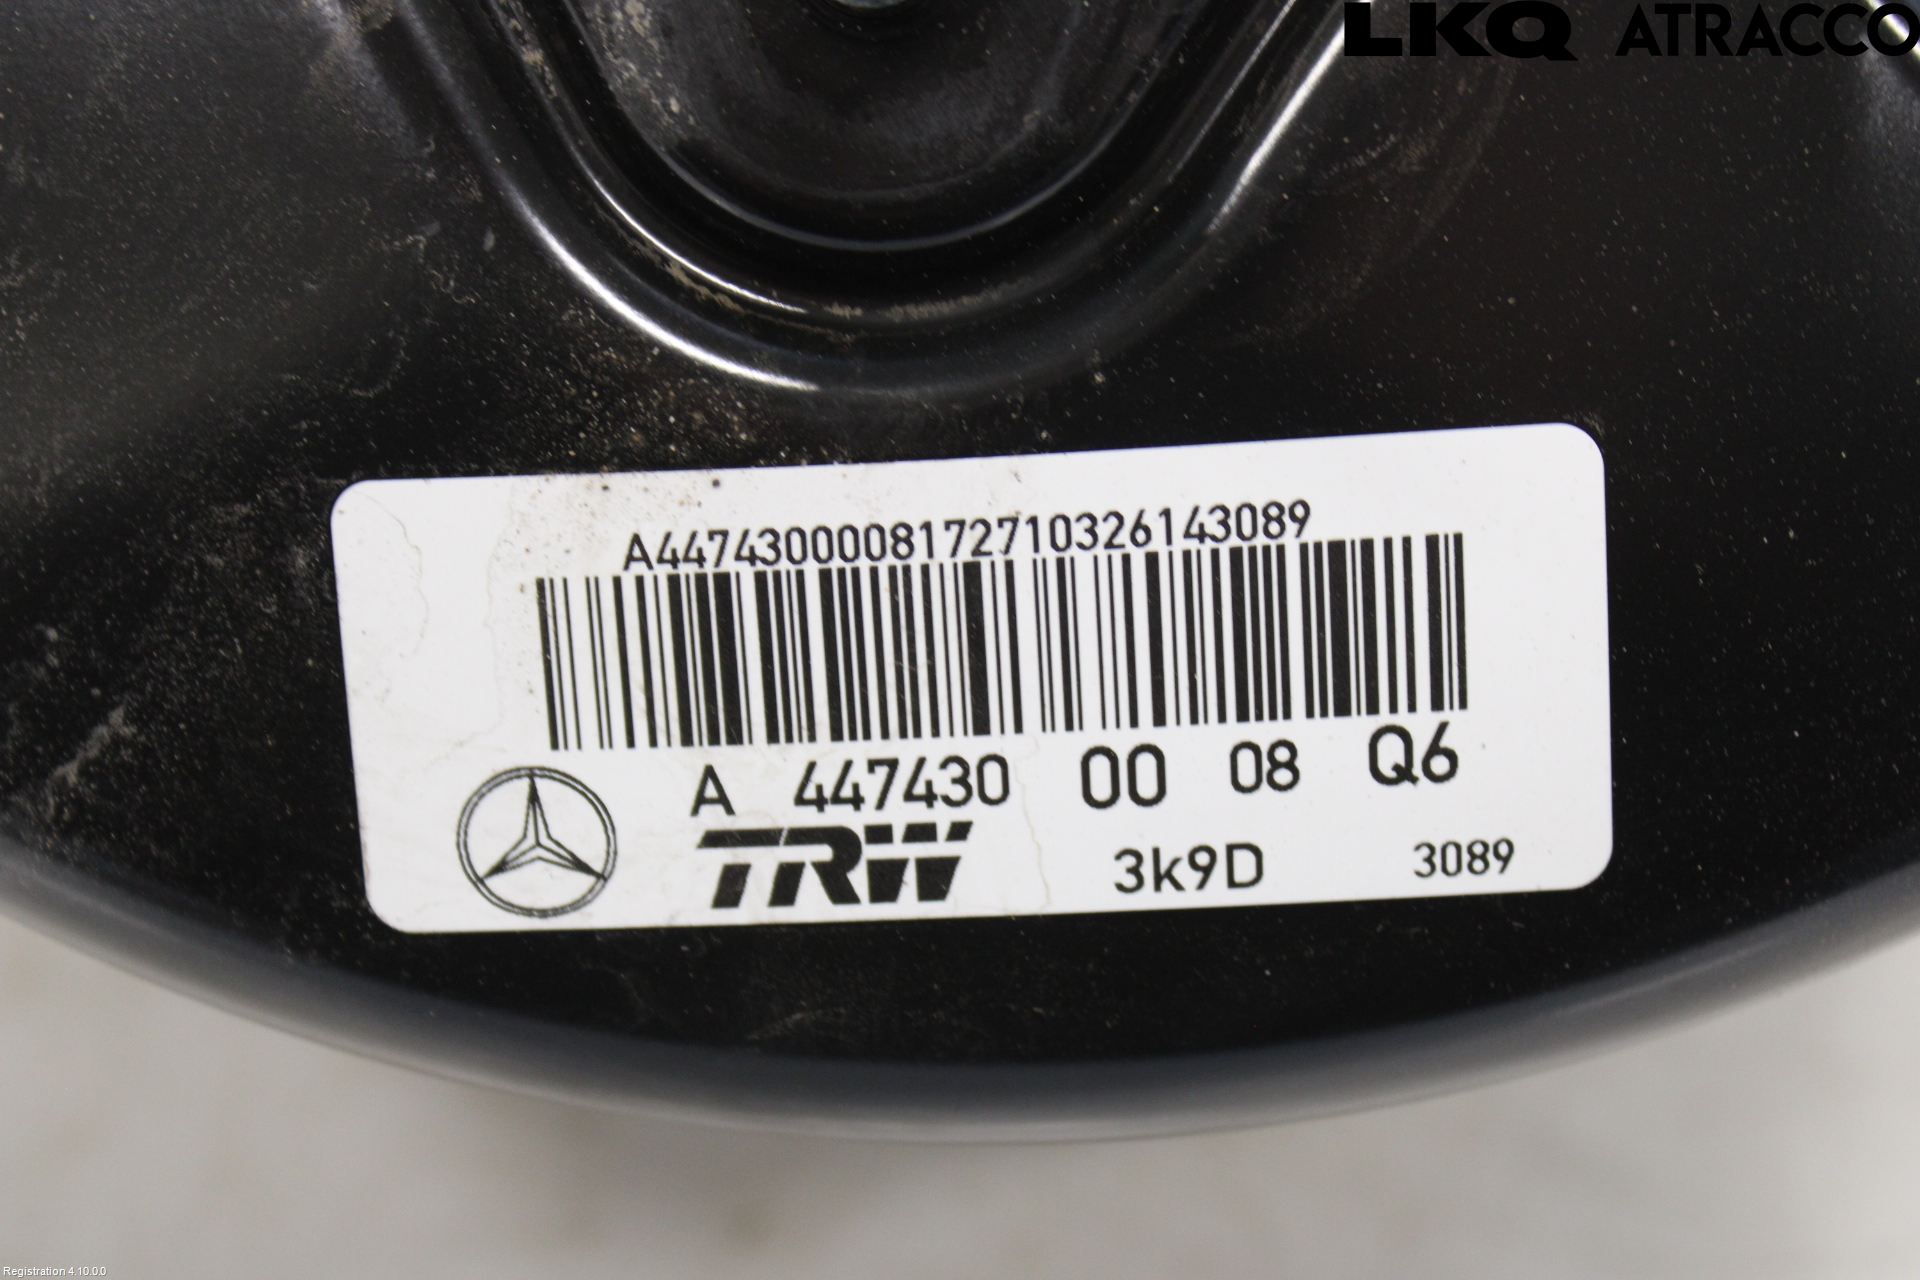 LKQ ATRACCO
A4474300008172710326143089
A 447430 00 08 Q6
TRW 3k9D 3089
Registration 4.10.0.0